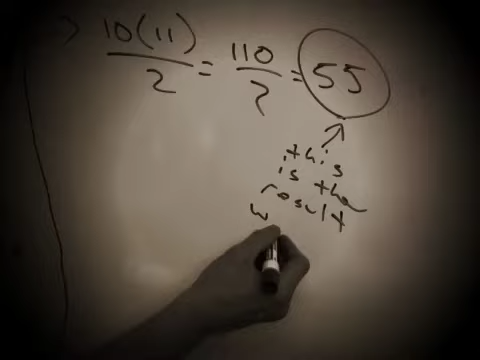 10(11)/2 = 110/2 = 55
this
is the
result
w